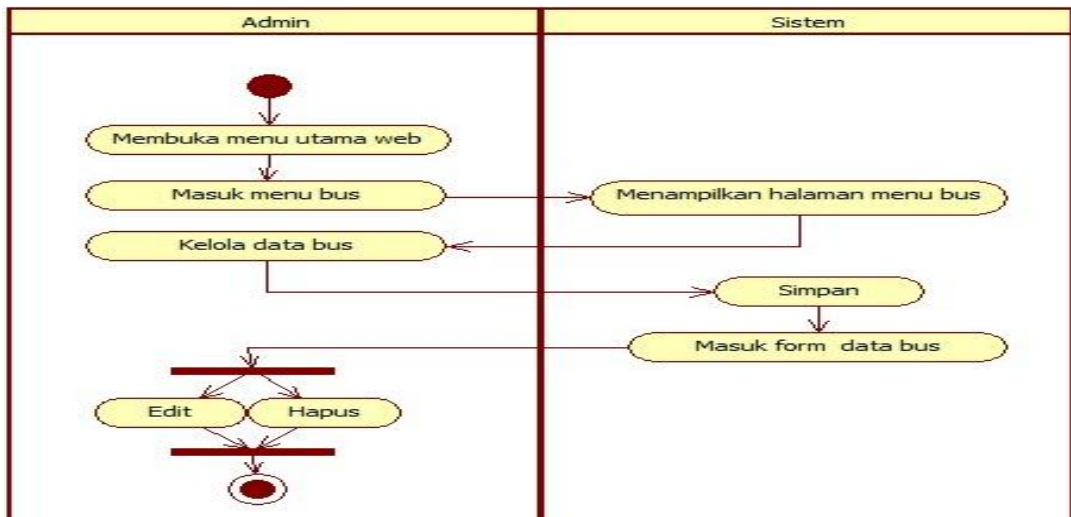 Admin
Sistem
Membuka menu utama web
Masuk menu bus
Menampilkan halaman menu bus
Kelola data bus
Simpan
Masuk form data bus
Edit
Hapus